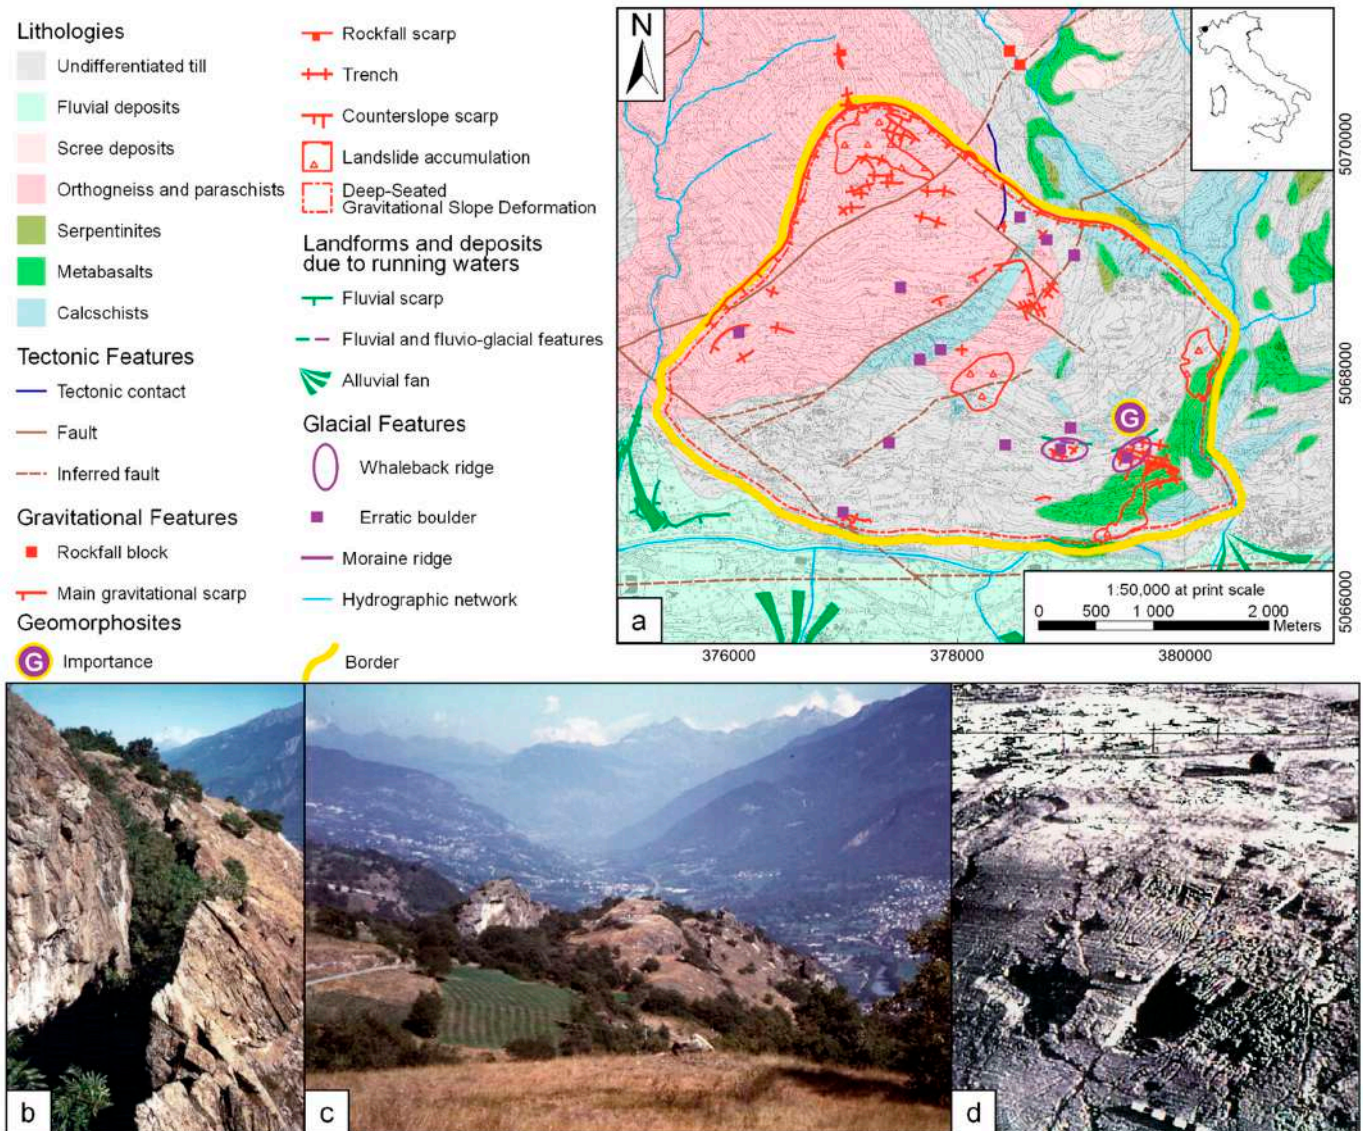 Lithologies
Undifferentiated till
Fluvial deposits
Scree deposits
Orthogneiss and paraschists
Serpentinites
Metabasalts
Calcschists
Tectonic Features
Tectonic contact
Fault
Inferred fault
Gravitational Features
Rockfall block
Main gravitational scarp
Geomorphosites
G
Importance
Rockfall scarp
Trench
Counterslope scarp
Landslide accumulation
Deep-Seated
Gravitational Slope Deformation
Landforms and deposits
due to running waters
Fluvial scarp
Fluvial and fluvio-glacial features
Alluvial fan
Glacial Features
Whaleback ridge
Erratic boulder
Moraine ridge
Hydrographic network
Border
N
G
a
1:50,000 at print scale
0 500 1 000 2 000
Meters
5070000
5068000
5066000
376000 378000 380000
b
c
d